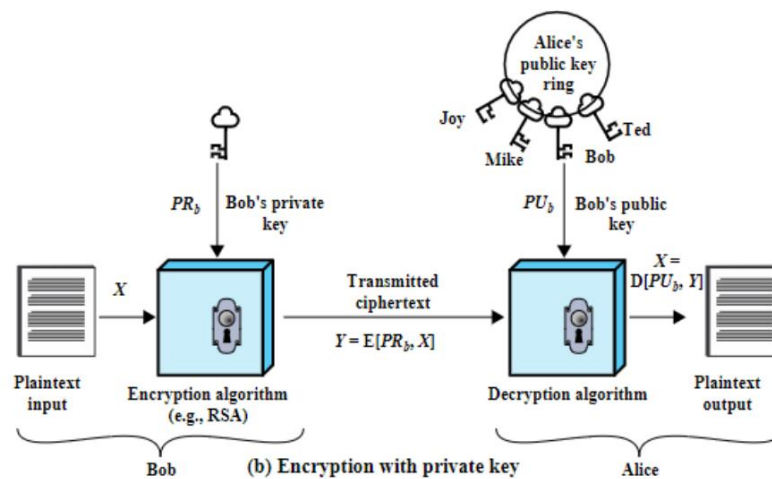 Alice's
public key
ring
Joy
Mike
Bob
Ted
PR_b
Bob's private
key
PU_b
Bob's public
key
X
Transmitted
ciphertext
X =
D[PU_b, Y]
Y = E[PR_b, X]
Plaintext
input
Encryption algorithm
(e.g., RSA)
Decryption algorithm
Plaintext
output
Bob
(b) Encryption with private key
Alice